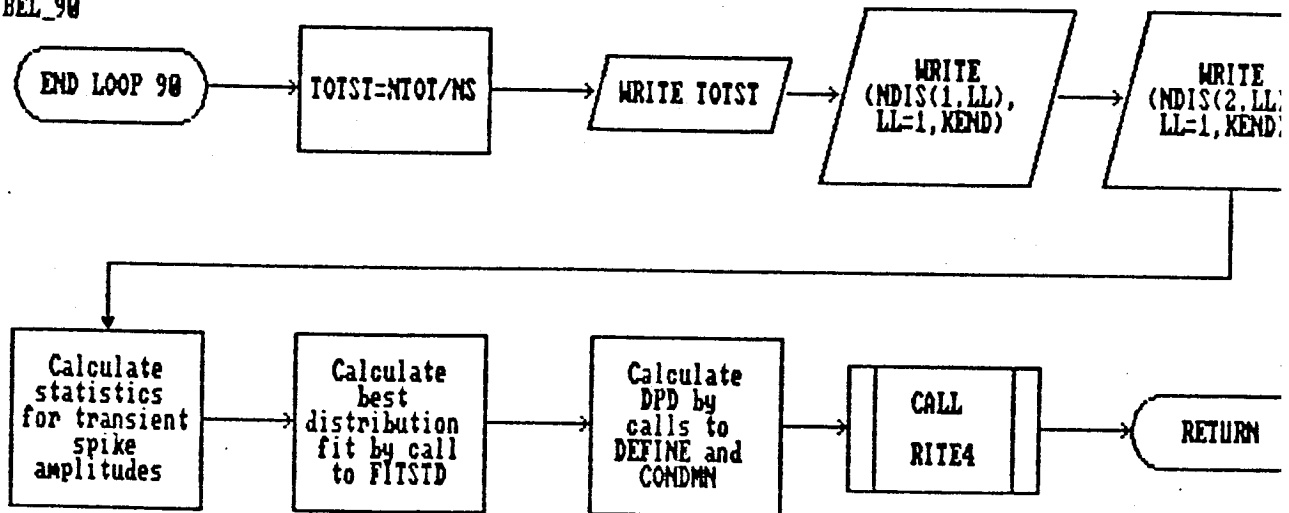 BEL_90
END LOOP 90
TOTST=NTOT/NS
WRITE TOTST
WRITE
(NDIS(1,LL),
LL=1,KEND)
WRITE
(NDIS(2,LL)
LL=1,KEND)
Calculate
statistics
for transient
spike
amplitudes
Calculate
best
distribution
fit by call
to FITSTD
Calculate
DPD by
calls to
DEFINE and
CONDMN
CALL
RITE4
RETURN